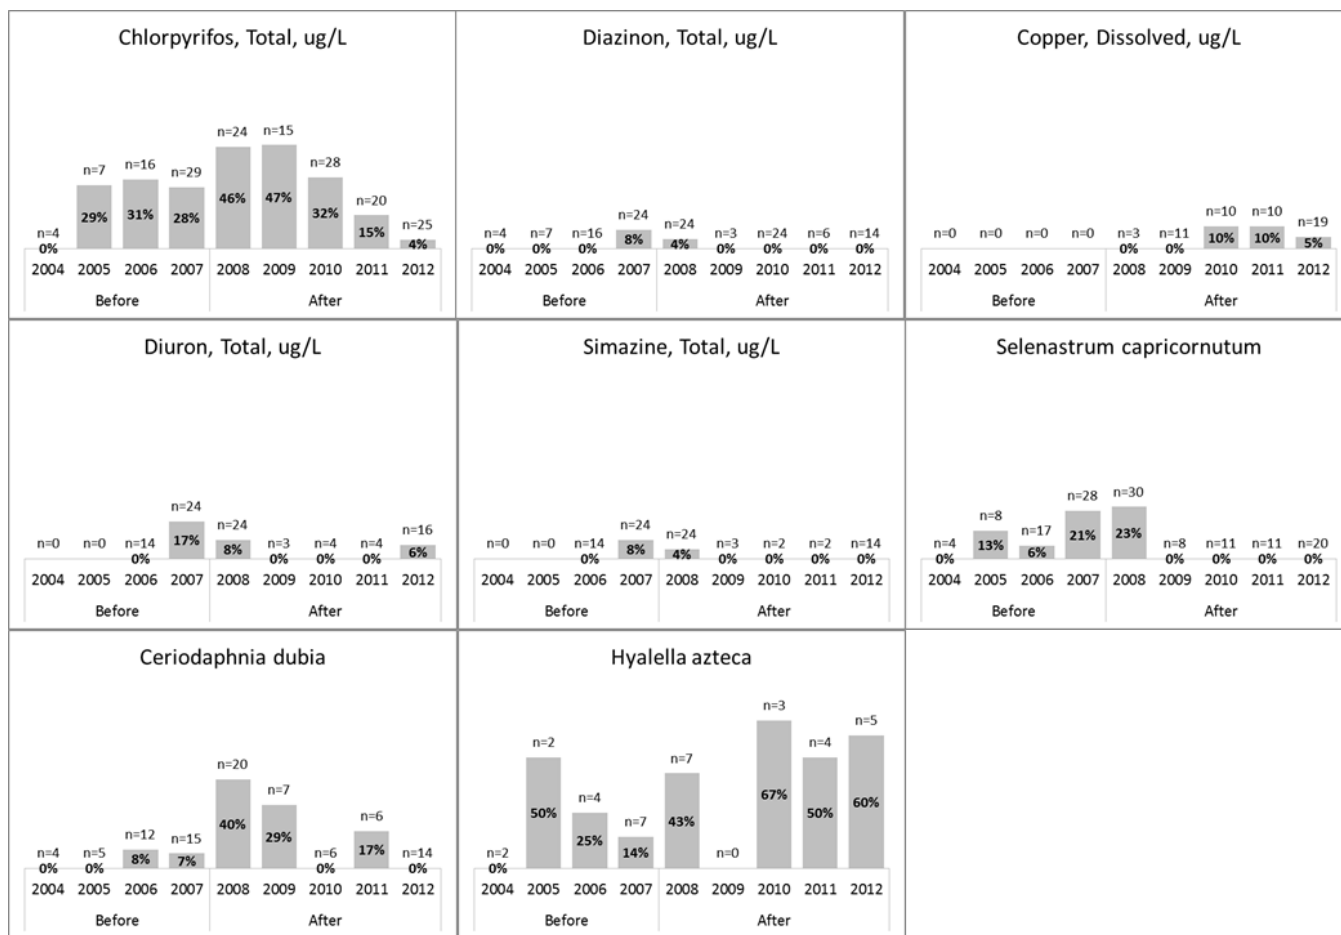 Chlorpyrifos, Total, ug/L
n=4 n=7 n=16 n=29 n=24 n=15 n=28 n=20 n=25
0% 29% 31% 28% 46% 47% 32% 15% 4%
2004 2005 2006 2007 2008 2009 2010 2011 2012
Before After
Diazinon, Total, ug/L
n=4 n=7 n=16 n=24 n=24 n=3 n=24 n=6 n=14
0% 0% 0% 8% 4% 0% 0% 0% 0%
2004 2005 2006 2007 2008 2009 2010 2011 2012
Before After
Copper, Dissolved, ug/L
n=0 n=0 n=0 n=0 n=3 n=11 n=10 n=10 n=19
0% 0% 10% 10% 5%
2004 2005 2006 2007 2008 2009 2010 2011 2012
Before After
Diuron, Total, ug/L
n=0 n=0 n=14 n=24 n=24 n=3 n=4 n=4 n=16
0% 17% 8% 0% 0% 0% 6%
2004 2005 2006 2007 2008 2009 2010 2011 2012
Before After
Simazine, Total, ug/L
n=0 n=0 n=14 n=24 n=24 n=3 n=2 n=2 n=14
0% 8% 4% 0% 0% 0% 0%
2004 2005 2006 2007 2008 2009 2010 2011 2012
Before After
Selenastrum capricornutum
n=4 n=8 n=17 n=28 n=30 n=8 n=11 n=11 n=20
0% 13% 6% 21% 23% 0% 0% 0% 0%
2004 2005 2006 2007 2008 2009 2010 2011 2012
Before After
Ceriodaphnia dubia
n=4 n=5 n=12 n=15 n=20 n=7 n=6 n=6 n=14
0% 0% 8% 7% 40% 29% 0% 17% 0%
2004 2005 2006 2007 2008 2009 2010 2011 2012
Before After
Hyalella azteca
n=2 n=2 n=4 n=7 n=7 n=0 n=3 n=4 n=5
0% 50% 25% 14% 43% 67% 50% 60%
2004 2005 2006 2007 2008 2009 2010 2011 2012
Before After